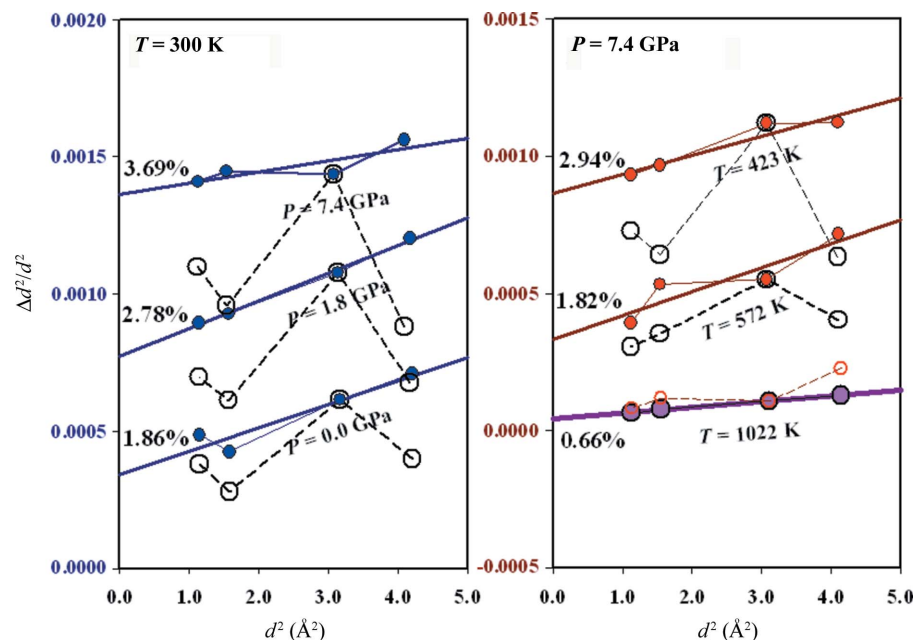 T = 300 K
P = 7.4 GPa
0.0020
0.0015
0.0010
0.0005
0.0000
Δd²/d²
3.69%
2.78%
1.86%
P = 7.4 GPa
P = 1.8 GPa
P = 0.0 GPa
0.0 1.0 2.0 3.0 4.0 5.0
d² (Å²)
0.0015
0.0010
0.0005
0.0000
-0.0005
2.94%
1.82%
0.66%
T = 423 K
T = 572 K
T = 1022 K
0.0 1.0 2.0 3.0 4.0 5.0
d² (Å²)